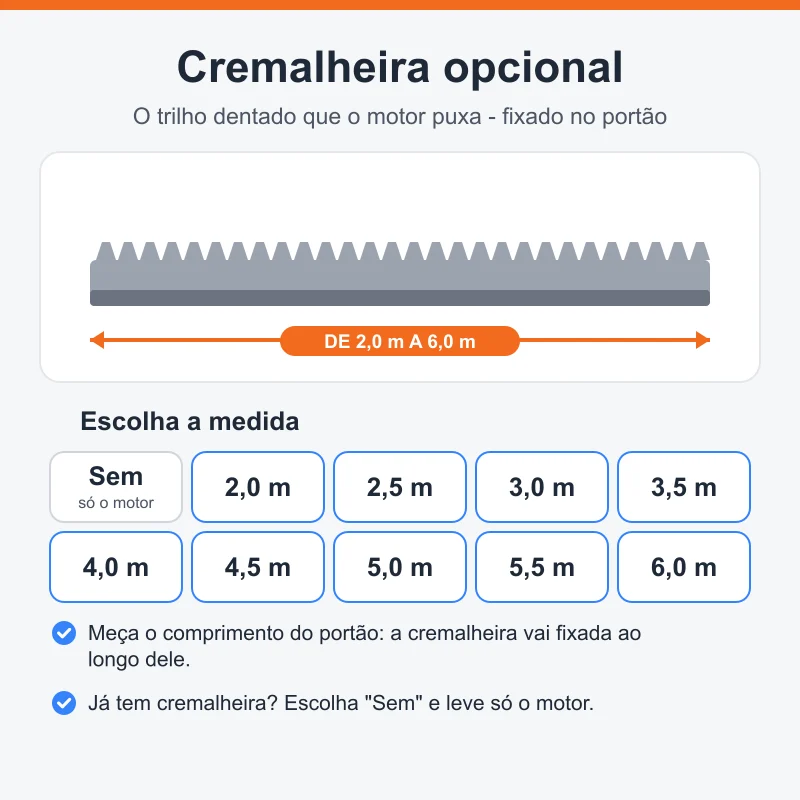 Cremalheira opcional
O trilho dentado que o motor puxa - fixado no portão
DE 2,0 m A 6,0 m
Escolha a medida
Sem
só o motor
2,0 m
2,5 m
3,0 m
3,5 m
4,0 m
4,5 m
5,0 m
5,5 m
6,0 m
Meça o comprimento do portão: a cremalheira vai fixada ao
longo dele.
Já tem cremalheira? Escolha "Sem" e leve só o motor.